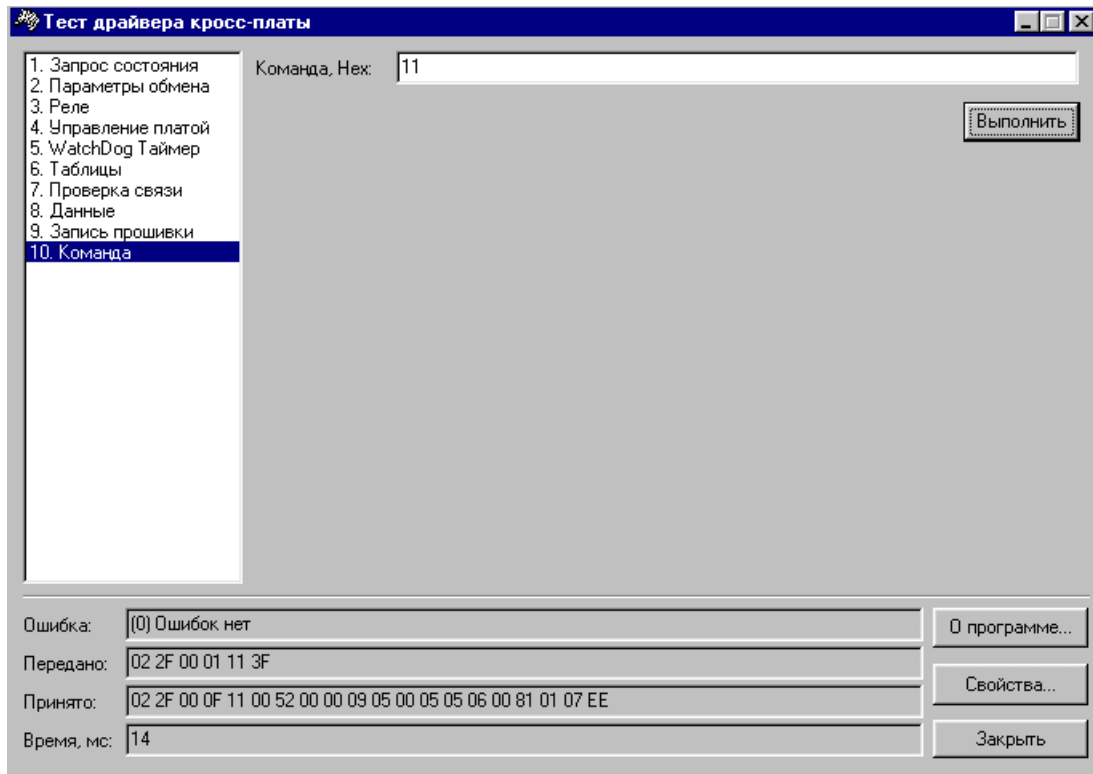 Тест драйвера кросс-платы
1. Запрос состояния
2. Параметры обмена
3. Реле
4. Управление платой
5. WatchDog Таймер
6. Таблицы
7. Проверка связи
8. Данные
9. Запись прошивки
10. Команда
Команда, Hex: 11
Выполнить
Ошибка: (0) Ошибок нет
Передано: 02 2F 00 01 11 3F
Принято: 02 2F 00 0F 11 00 52 00 00 09 05 00 05 05 06 00 81 01 07 EE
Время, мс: 14
О программе...
Свойства...
Закрыть